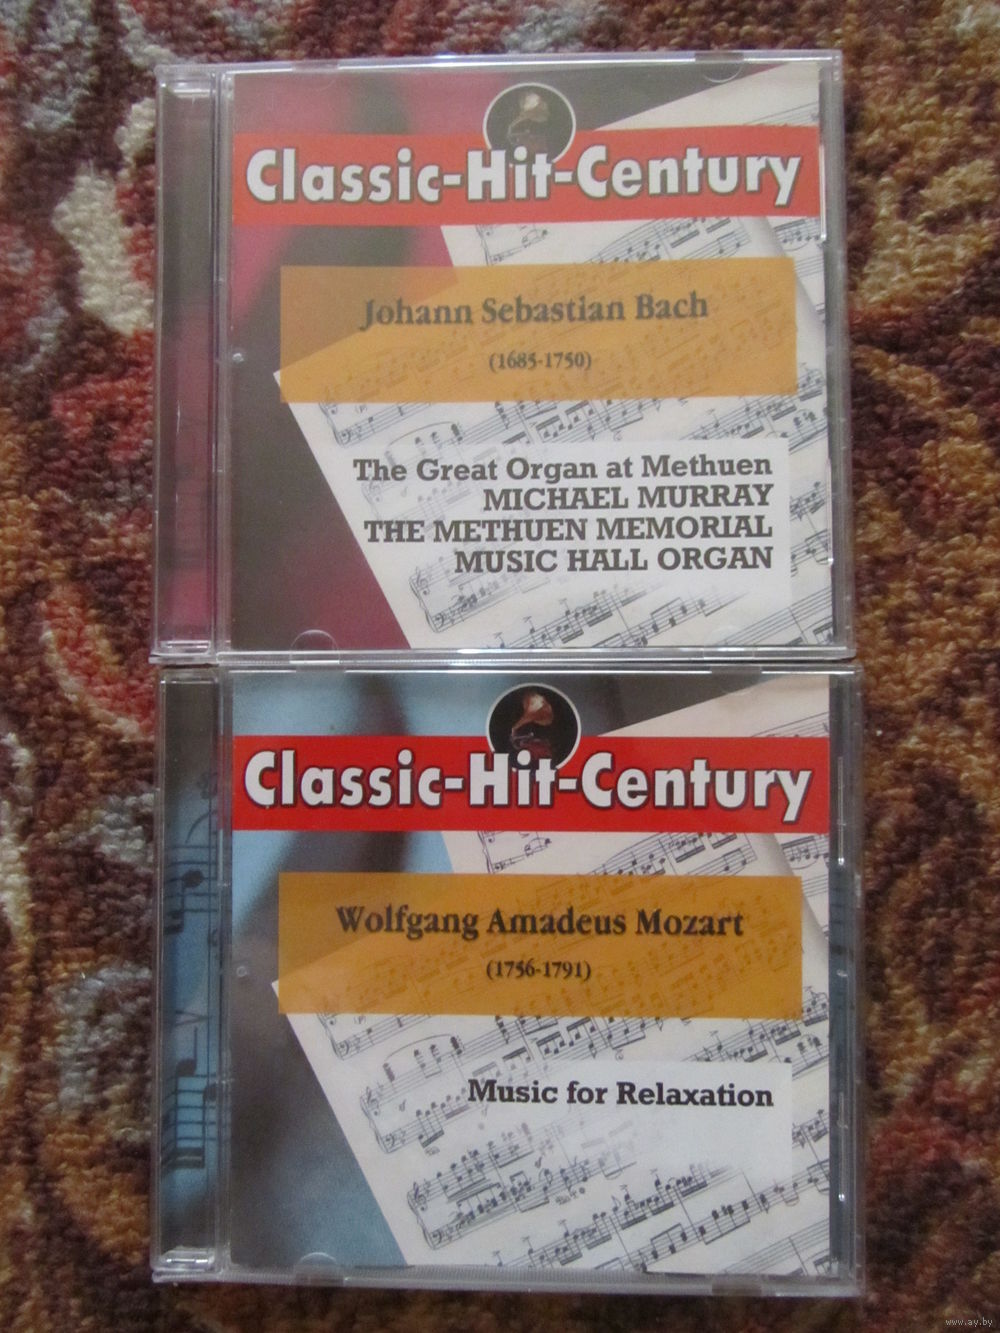 Classic-Hit-Century
Johann Sebastian Bach
(1685-1750)
The Great Organ at Methuen
MICHAEL MURRAY
THE METHUEN MEMORIAL
MUSIC HALL ORGAN
Classic-Hit-Century
Wolfgang Amadeus Mozart
(1756-1791)
Music for Relaxation
www.ay.by